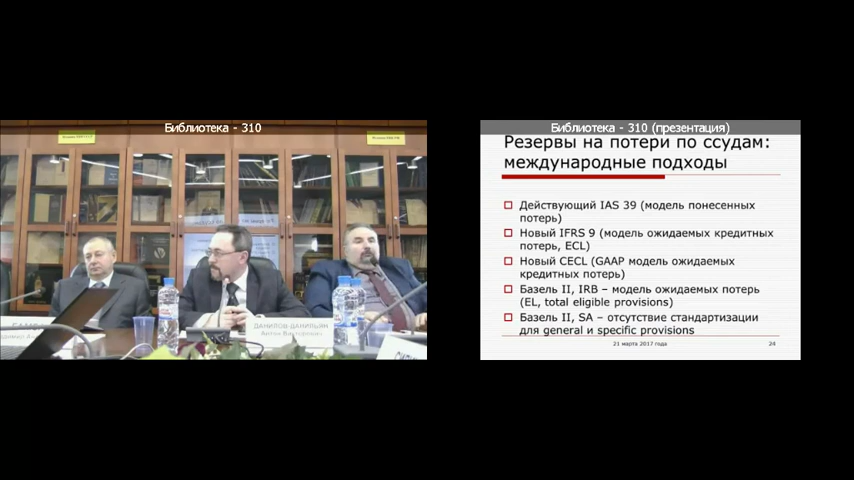 Библиотека - 310
ДАНИЛОВ-ДАНИЛЬЯН
Антон Викторович
Библиотека - 310 (презентация)
Резервы на потери по ссудам:
международные подходы
Действующий IAS 39 (модель понесенных
потерь)
Новый IFRS 9 (модель ожидаемых кредитных
потерь, ECL)
Новый CECL (GAAP модель ожидаемых
кредитных потерь)
Базель II, IRB – модель ожидаемых потерь
(EL, total eligible provisions)
Базель II, SA – отсутствие стандартизации
для general и specific provisions
21 марта 2017 года
24